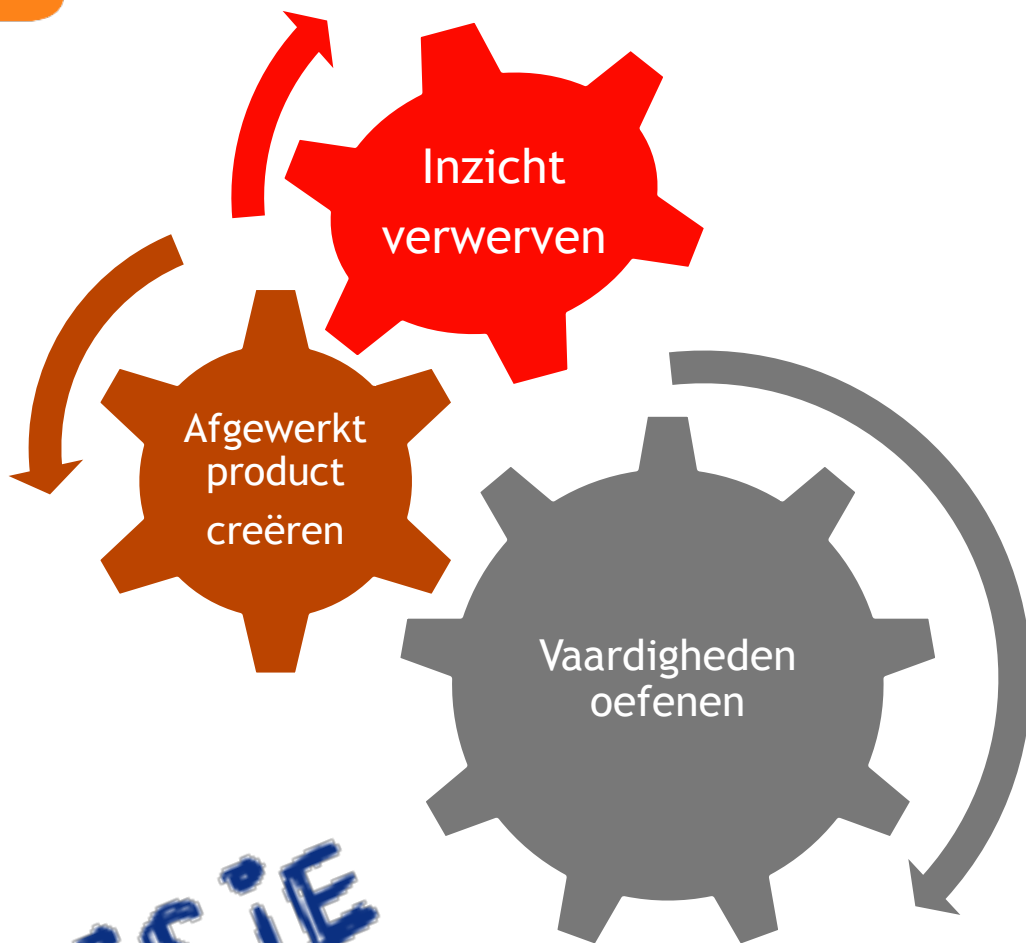 Inzicht
verwerven
Afgewerkt
product
creëren
Vaardigheden
oefenen